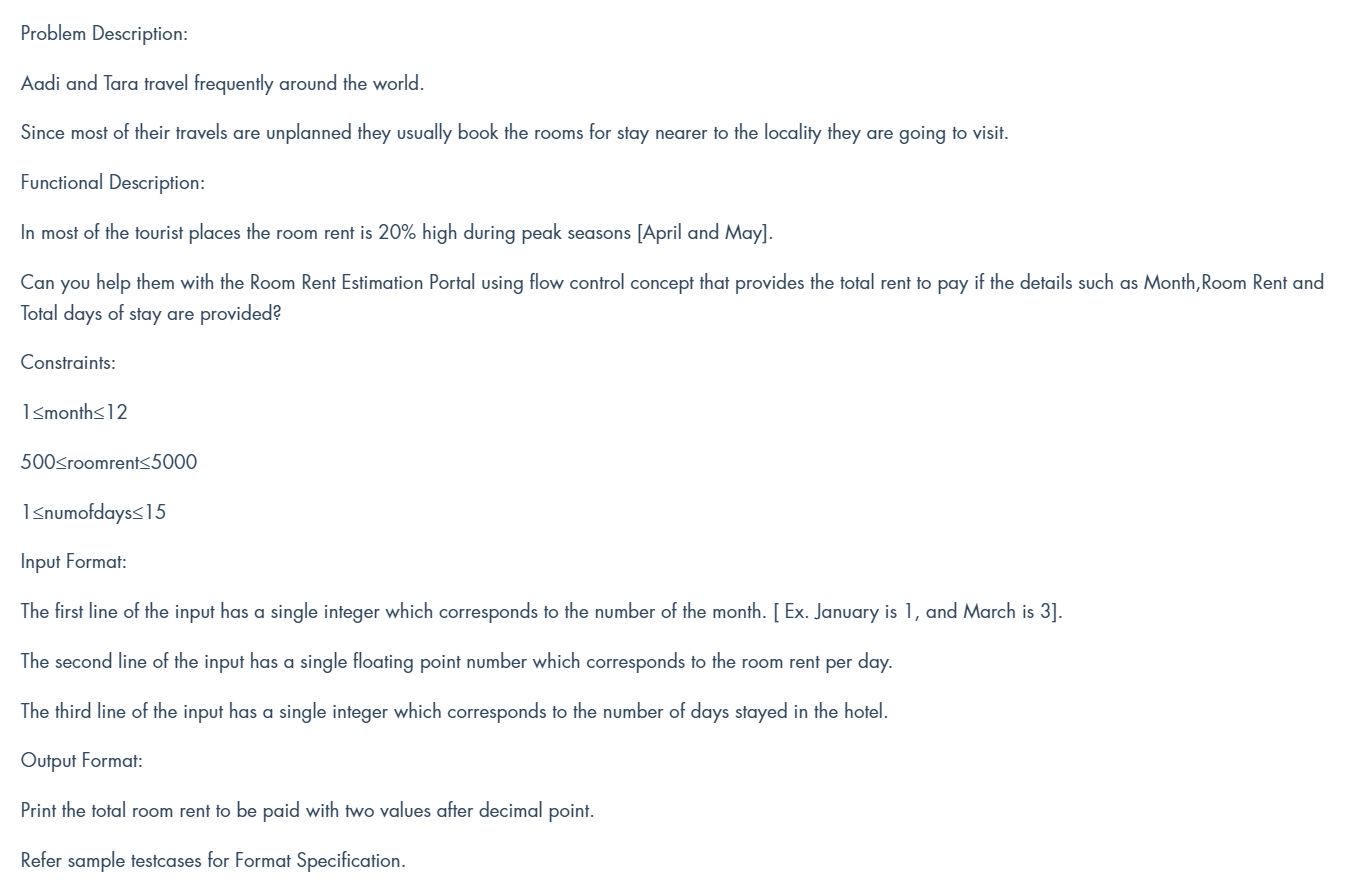 Problem Description:
Aadi and Tara travel frequently around the world.
Since most of their travels are unplanned they usually book the rooms for stay nearer to the locality they are going to visit.
Functional Description:
In most of the tourist places the room rent is 20% high during peak seasons [April and May].
Can you help them with the Room Rent Estimation Portal using flow control concept that provides the total rent to pay if the details such as Month,Room Rent and
Total days of stay are provided?
Constraints:
1≤month≤12
500≤roomrent≤5000
1≤numofdays≤15
Input Format:
The first line of the input has a single integer which corresponds to the number of the month. [ Ex. January is 1, and March is 3].
The second line of the input has a single floating point number which corresponds to the room rent per day.
The third line of the input has a single integer which corresponds to the number of days stayed in the hotel.
Output Format:
Print the total room rent to be paid with two values after decimal point.
Refer sample testcases for Format Specification.